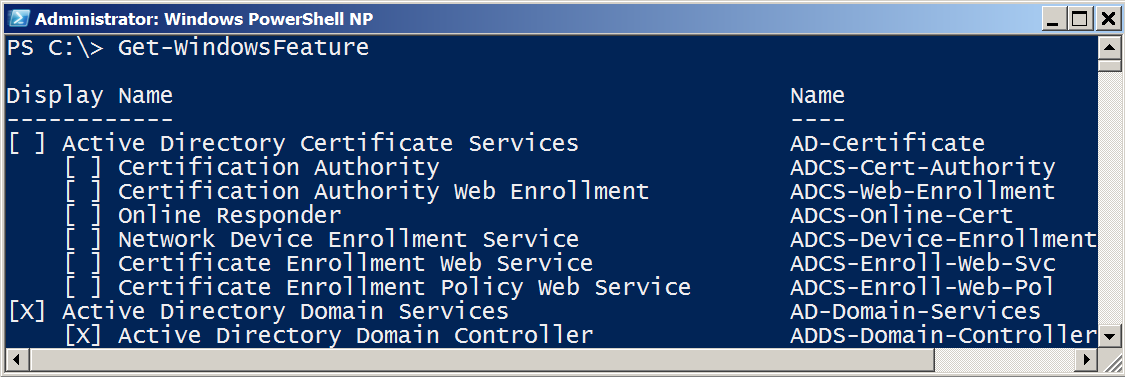 Administrator: Windows PowerShell NP
PS C:\> Get-WindowsFeature
Display Name Name
------------ ----
[ ] Active Directory Certificate Services AD-Certificate
[ ] Certification Authority ADCS-Cert-Authority
[ ] Certification Authority Web Enrollment ADCS-Web-Enrollment
[ ] Online Responder ADCS-Online-Cert
[ ] Network Device Enrollment Service ADCS-Device-Enrollment
[ ] Certificate Enrollment Web Service ADCS-Enroll-Web-Svc
[ ] Certificate Enrollment Policy Web Service ADCS-Enroll-Web-Pol
[X] Active Directory Domain Services AD-Domain-Services
[X] Active Directory Domain Controller ADDS-Domain-Controller